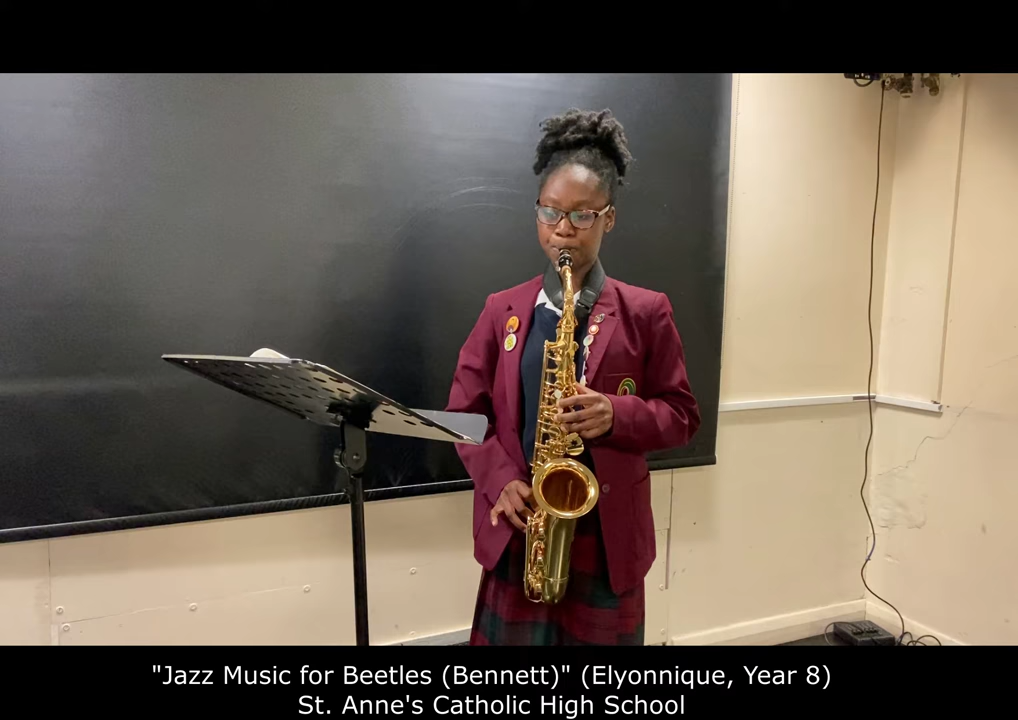 "Jazz Music for Beetles (Bennett)" (Elyonnique, Year 8)
St. Anne's Catholic High School